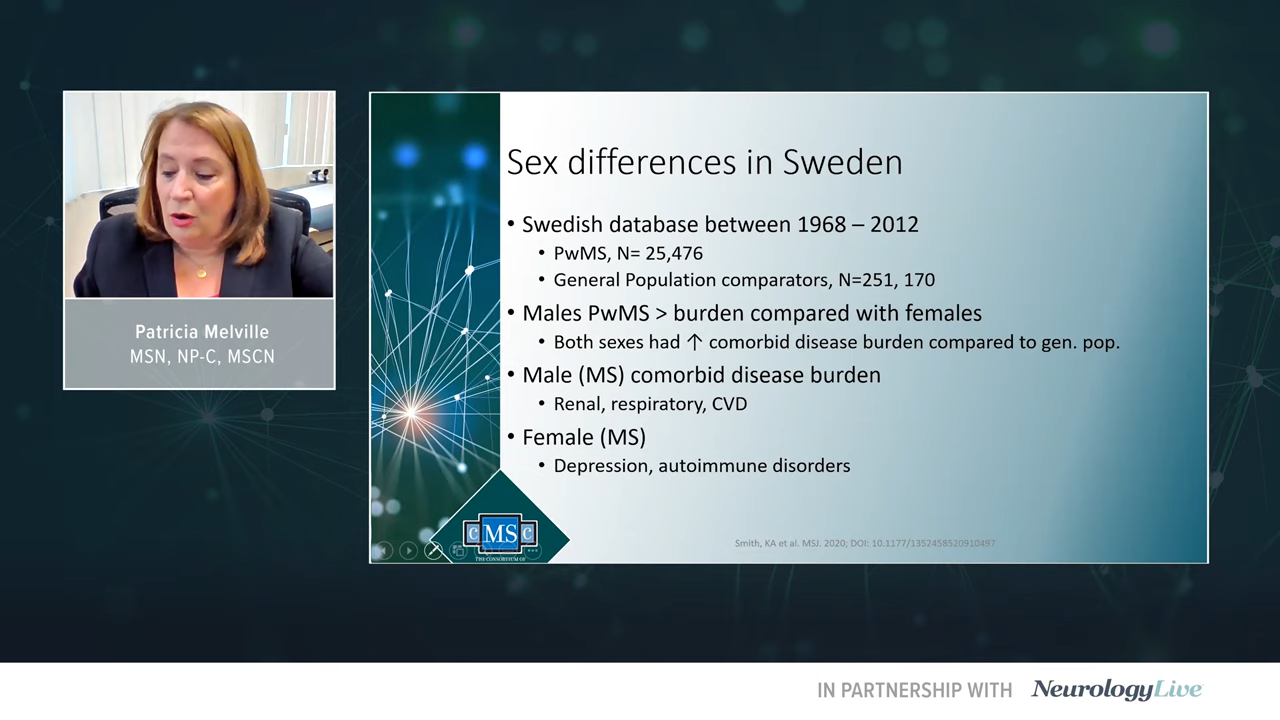 Patricia Melville
MSN, NP-C, MSCN
Sex differences in Sweden
• Swedish database between 1968 – 2012
• PwMS, N= 25,476
• General Population comparators, N=251, 170
• Males PwMS > burden compared with females
• Both sexes had ↑ comorbid disease burden compared to gen. pop.
• Male (MS) comorbid disease burden
• Renal, respiratory, CVD
• Female (MS)
• Depression, autoimmune disorders
CMSC
THE CONSORTIUM OF
Smith, KA et al. MSJ. 2020; DOI: 10.1177/1352458520910497
IN PARTNERSHIP WITH NeurologyLive